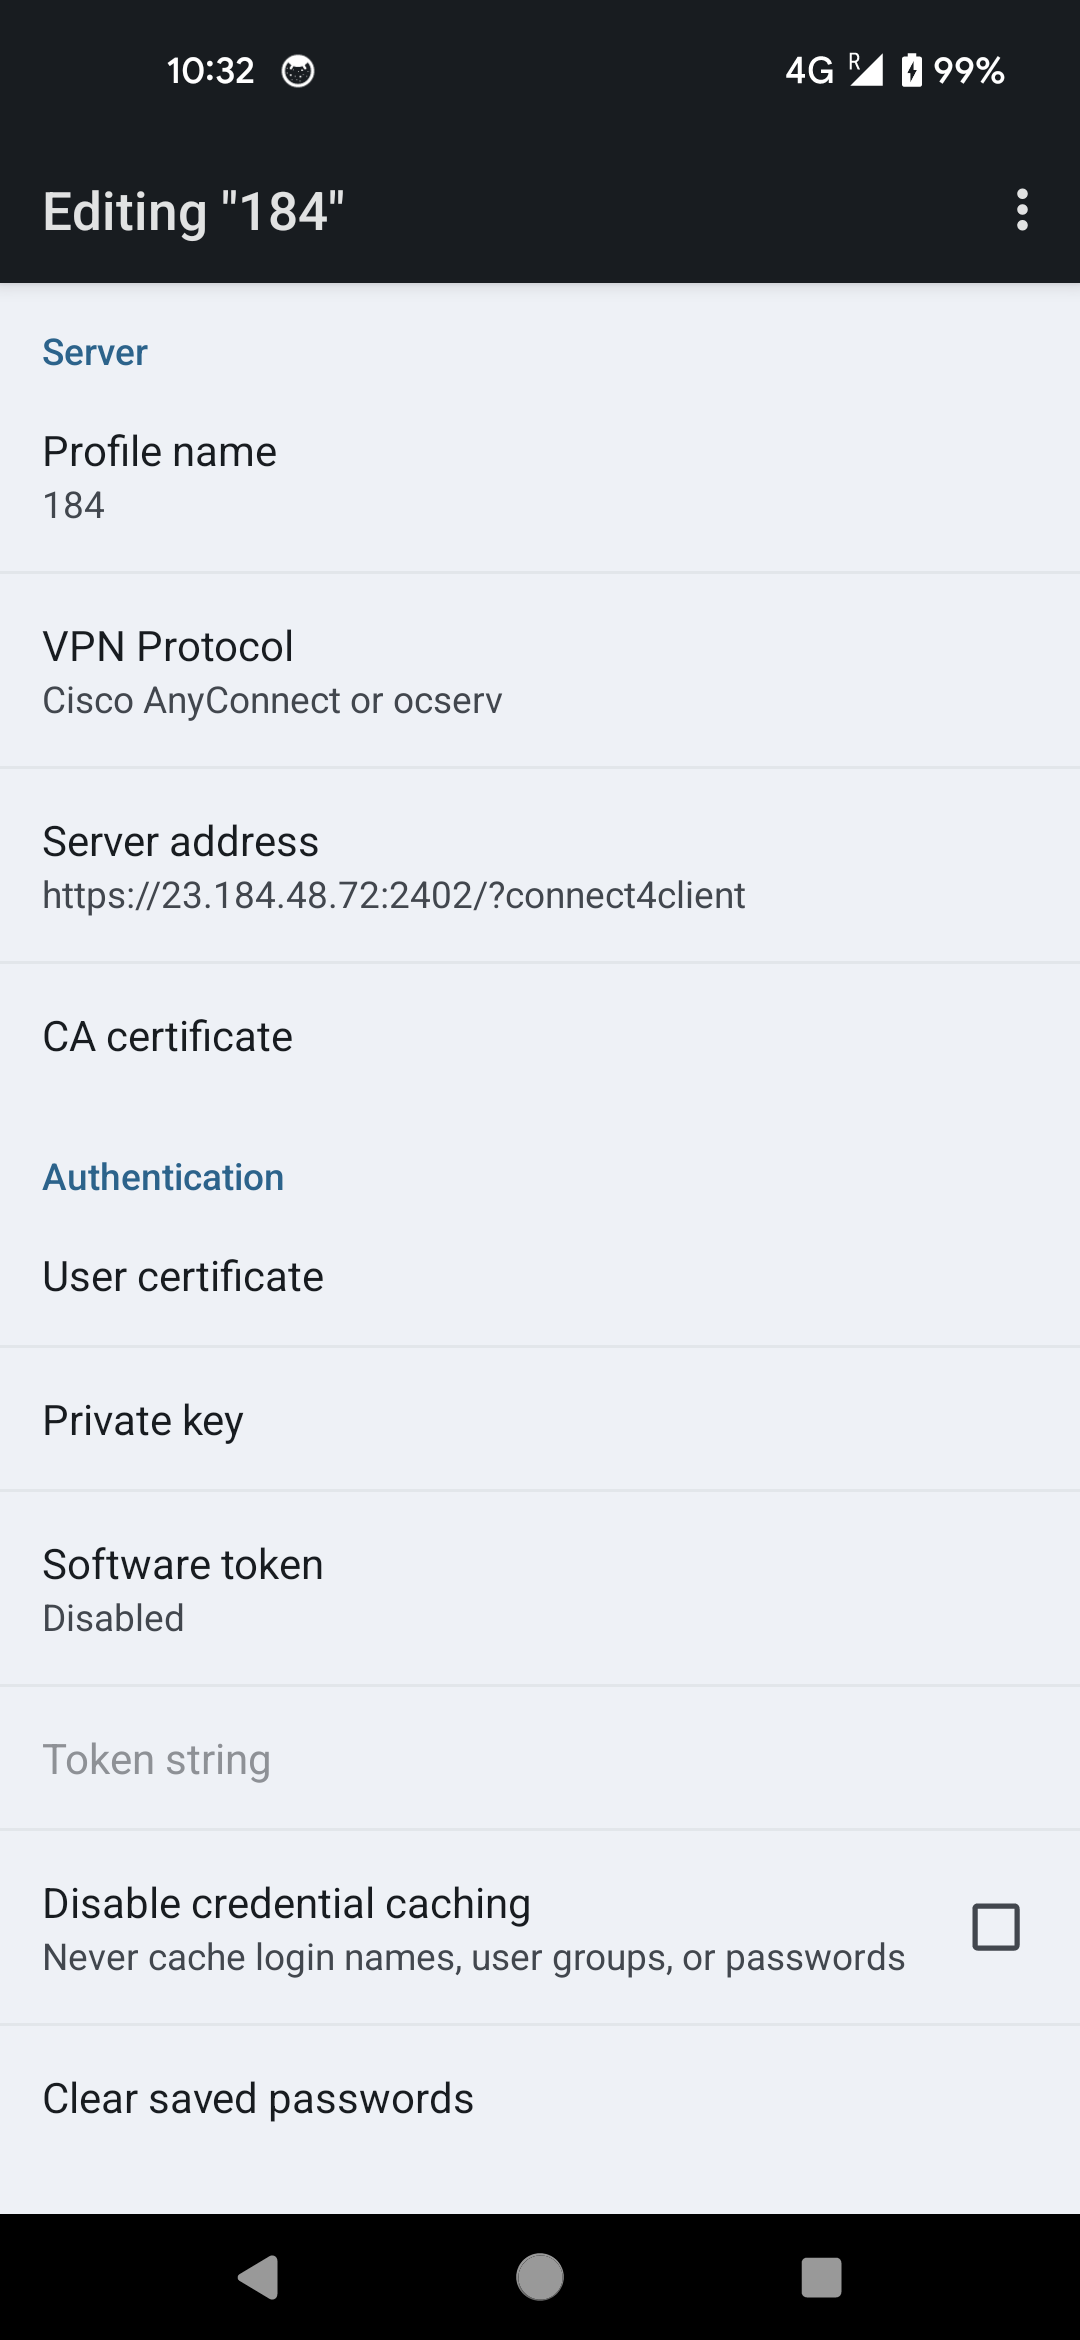 10:32
4G R 99%
Editing "184"
Server
Profile name
184
VPN Protocol
Cisco AnyConnect or ocserv
Server address
https://23.184.48.72:2402/?connect4client
CA certificate
Authentication
User certificate
Private key
Software token
Disabled
Token string
Disable credential caching
Never cache login names, user groups, or passwords
Clear saved passwords